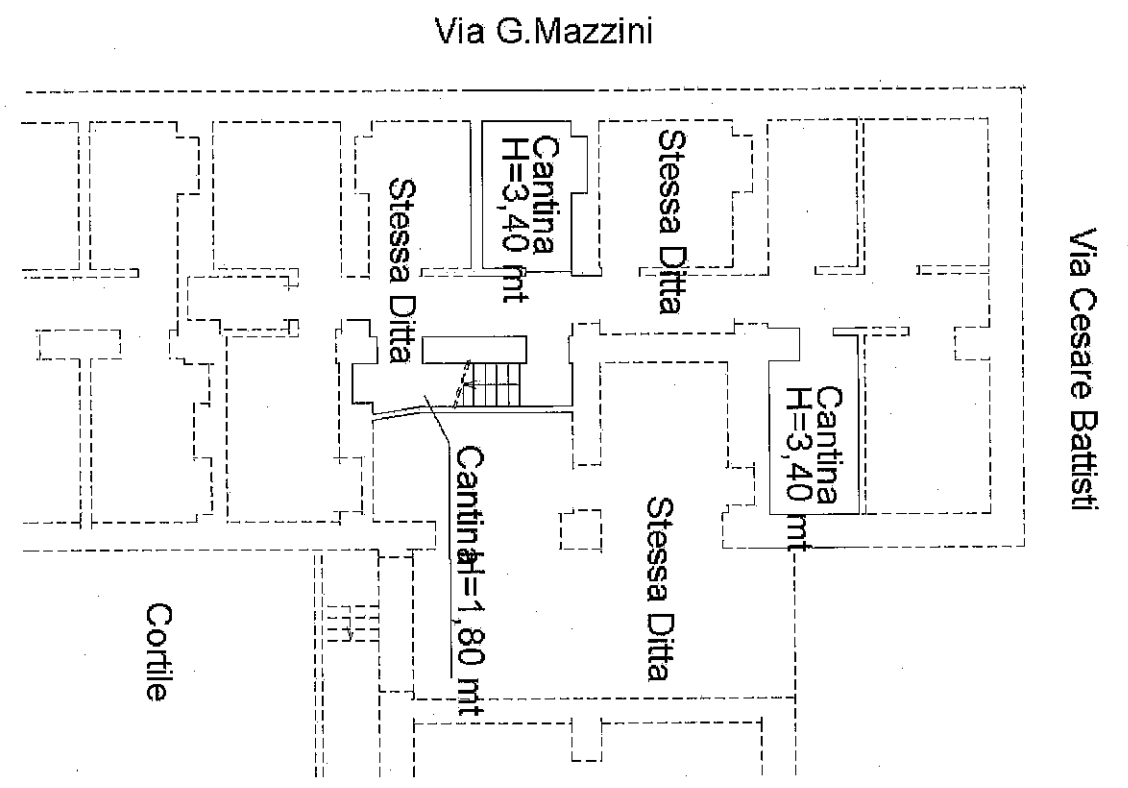 Via G.Mazzini
Via Cesare Battisti
Stessa Ditta
Cantina
H=3,40 mt
Stessa Ditta
Cantina
H=3,40 mt
Stessa Ditta
Cantina H=1,80 mt
Cortile